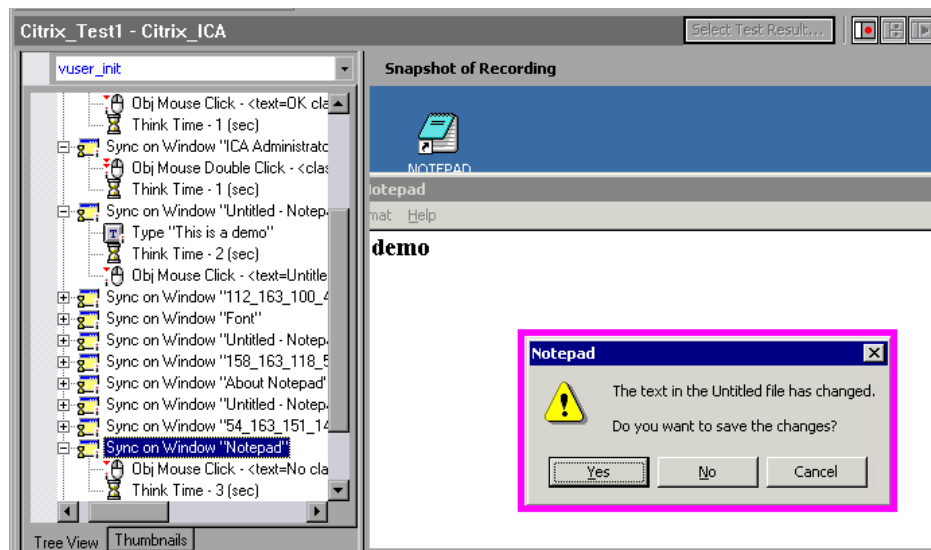 Citrix_Test1 - Citrix_ICA
Select Test Result...
vuser_init
Snapshot of Recording
Obj Mouse Click - <text=OK cla
Think Time - 1 (sec)
Sync on Window "ICA Administratc
Obj Mouse Double Click - <clas
Think Time - 1 (sec)
Sync on Window "Untitled - Notep
Type "This is a demo"
Think Time - 2 (sec)
Obj Mouse Click - <text=Untitle
Sync on Window "112_163_100_4
Sync on Window "Font"
Sync on Window "Untitled - Notep
Sync on Window "158_163_118_5
Sync on Window "About Notepad"
Sync on Window "Untitled - Notep
Sync on Window "54_163_151_14
Sync on Window "Notepad"
Obj Mouse Click - <text=No cla
Think Time - 3 (sec)
Tree View
Thumbnails
NOTEPAD
lotepad
mat Help
demo
Notepad
The text in the Untitled file has changed.
Do you want to save the changes?
Yes
No
Cancel